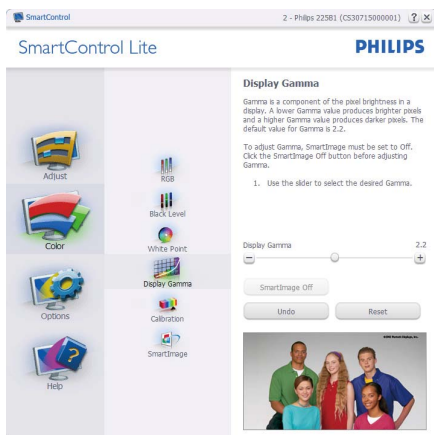 SmartControl
2 - Philips 225B1 (CS30715000001)
SmartControl Lite
PHILIPS
Adjust
Color
Options
Help
RGB
Black Level
White Point
Display Gamma
Calibration
SmartImage
Display Gamma
Gamma is a component of the pixel brightness in a
display. A lower Gamma value produces brighter pixels
and a higher Gamma value produces darker pixels. The
default value for Gamma is 2.2.
To adjust Gamma, SmartImage must be set to Off.
Click the SmartImage Off button before adjusting
Gamma.
1. Use the slider to select the desired Gamma.
Display Gamma 2.2
SmartImage Off
Undo
Reset